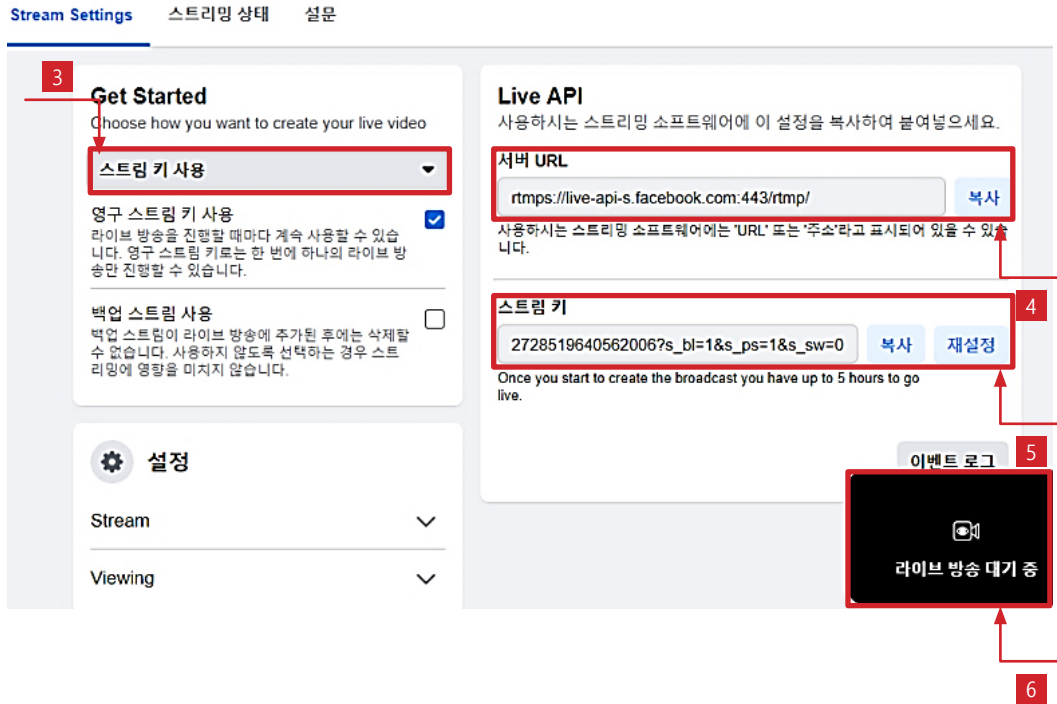 Stream Settings 스트리밍 상태 설문
3
Get Started
Choose how you want to create your live video
스트림 키 사용
영구 스트림 키 사용
라이브 방송을 진행할 때마다 계속 사용할 수 있습
니다. 영구 스트림 키로는 한 번에 하나의 라이브 방
송만 진행할 수 있습니다.
백업 스트림 사용
백업 스트림이 라이브 방송에 추가된 후에는 삭제할
수 없습니다. 사용하지 않도록 선택하는 경우 스트
리밍에 영향을 미치지 않습니다.
설정
Stream
Viewing
Live API
사용하시는 스트리밍 소프트웨어에 이 설정을 복사하여 붙여넣으세요.
서버 URL
rtmps://live-api-s.facebook.com:443/rtmp/ 복사
사용하시는 스트리밍 소프트웨어에는 'URL' 또는 '주소'라고 표시되어 있을 수 있습
니다.
4
스트림 키
2728519640562006?s_bl=1&s_ps=1&s_sw=0 복사 재설정
Once you start to create the broadcast you have up to 5 hours to go
live.
이벤트 로그
5
라이브 방송 대기 중
6